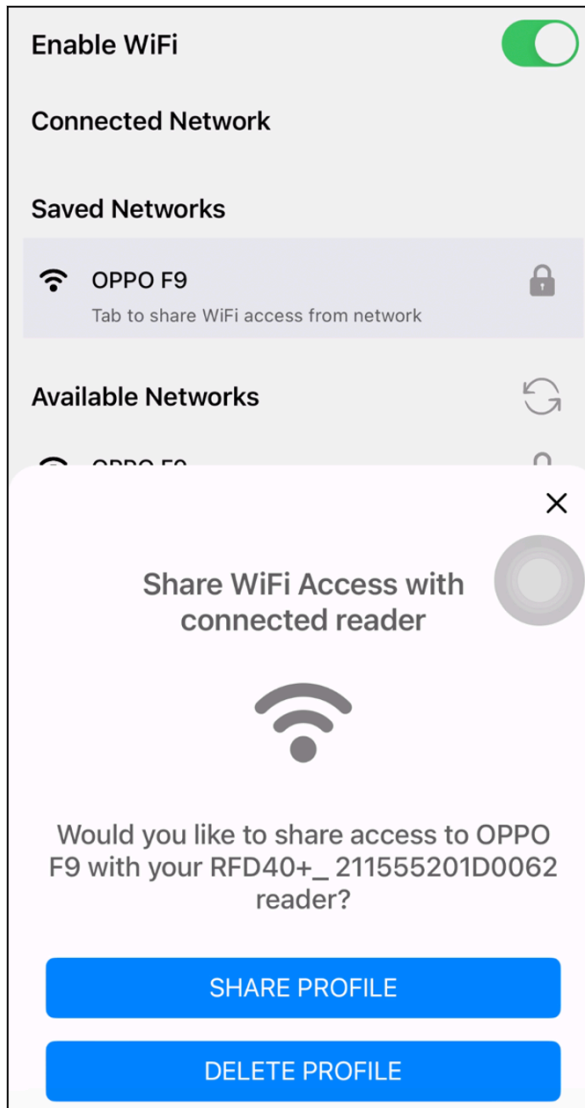 Enable WiFi
Connected Network
Saved Networks
OPPO F9
Tab to share WiFi access from network
Available Networks
OPPO F9
Share WiFi Access with
connected reader
Would you like to share access to OPPO
F9 with your RFD40+_ 211555201D0062
reader?
SHARE PROFILE
DELETE PROFILE